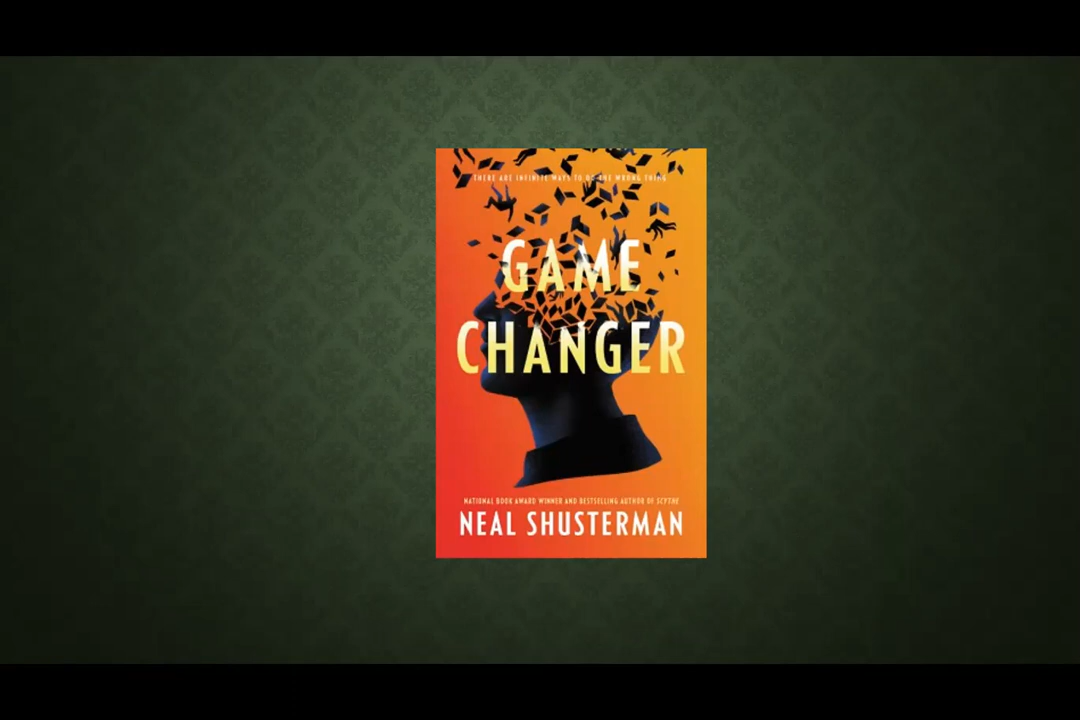 THERE ARE INFINITE WAYS TO DO THE WRONG THING
GAME
CHANGER
NATIONAL BOOK AWARD WINNER AND BESTSELLING AUTHOR OF SCYTHE
NEAL SHUSTERMAN